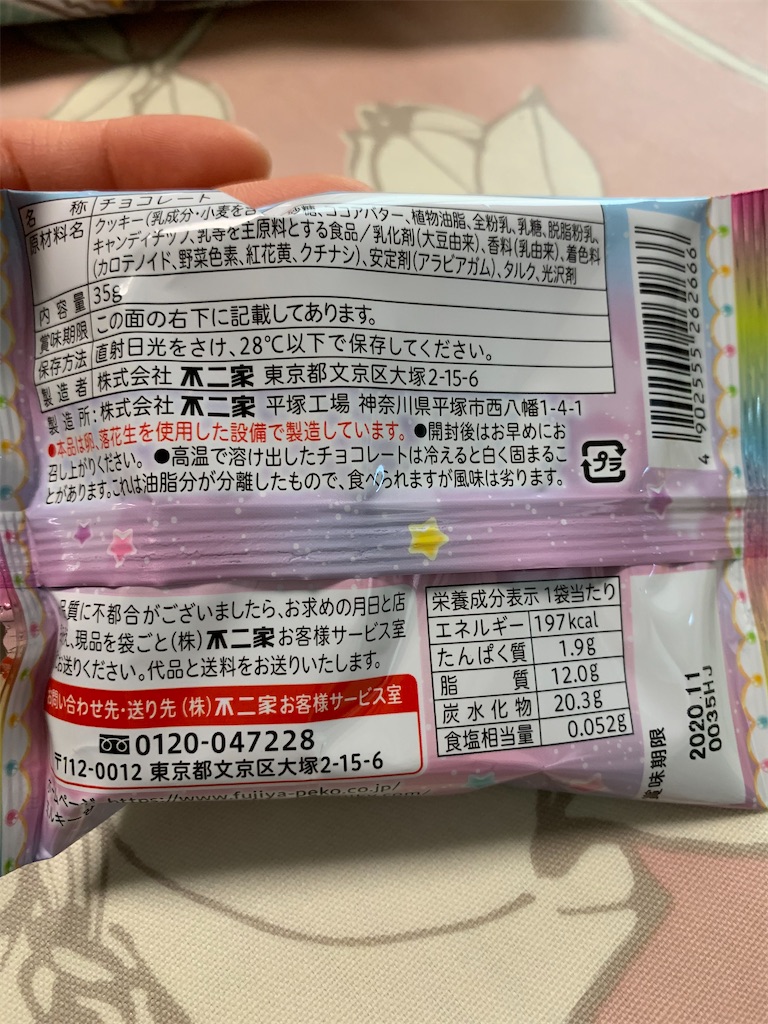 名称 チョコレート
原材料名 クッキー(乳成分・小麦を含 砂糖、ココアバター、植物油脂、全粉乳、乳糖、脱脂粉乳、
キャンディチップ、乳等を主原料とする食品/乳化剤(大豆由来)、香料(乳由来)、着色料
(カロテノイド、野菜色素、紅花黄、クチナシ)、安定剤(アラビアガム)、タルク、光沢剤
内容量 35g
賞味期限 この面の右下に記載してあります。
保存方法 直射日光をさけ、28℃以下で保存してください。
製造者 株式会社 不二家 東京都文京区大塚2-15-6
製造所:株式会社 不二家 平塚工場 神奈川県平塚市西八幡1-4-1
●本品は卵、落花生を使用した設備で製造しています。 ●開封後はお早めにお
召し上がりください。 ●高温で溶け出したチョコレートは冷えると白く固まるこ
とがあります。これは油脂分が分離したもので、食べられますが風味は劣ります。
プラ
4 902555 262666
品質に不都合がございましたら、お求めの月日と店
現品を袋ごと(株)不二家お客様サービス室
お送りください。代品と送料をお送りいたします。
お問い合わせ先・送り先 (株)不二家お客様サービス室
0120-047228
〒112-0012 東京都文京区大塚2-15-6
https://www.fujiya-peko.co.jp/
栄養成分表示 1袋当たり
エネルギー 197kcal
たんぱく質 1.9g
脂質 12.0g
炭水化物 20.3g
食塩相当量 0.052g
賞味期限
2020.11
0035HJ